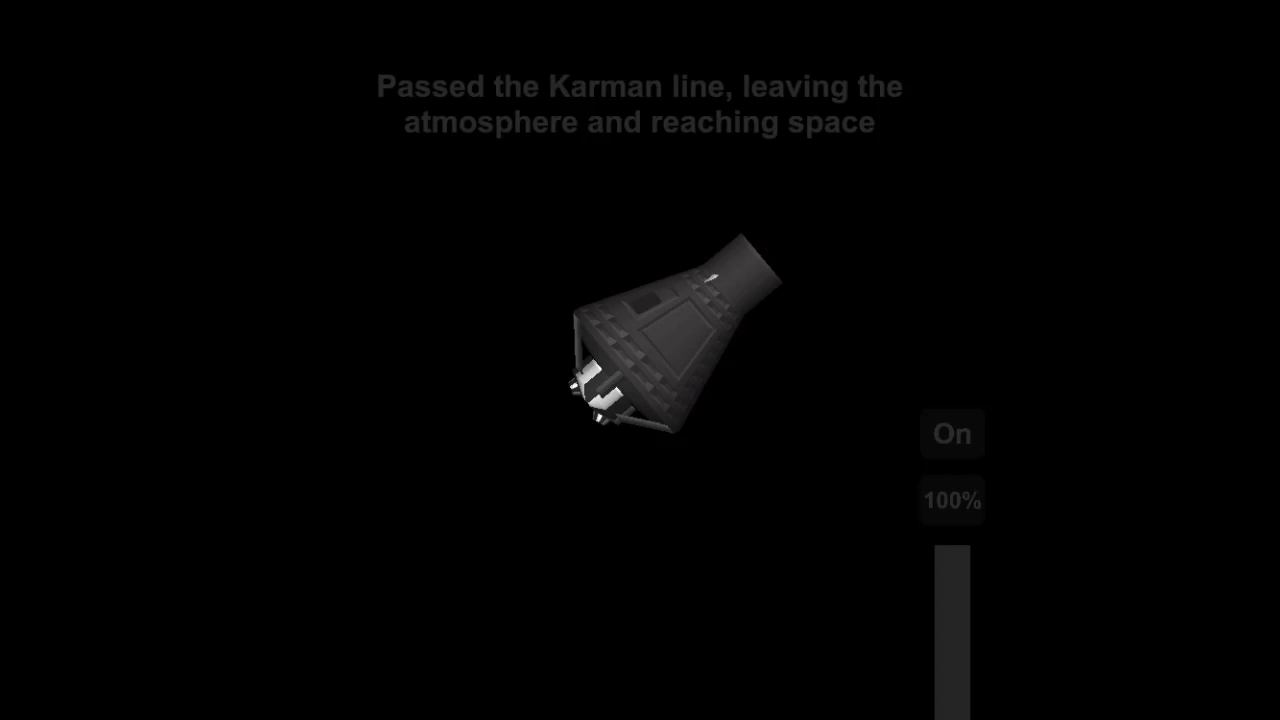 Passed the Karman line, leaving the
atmosphere and reaching space
On
100%